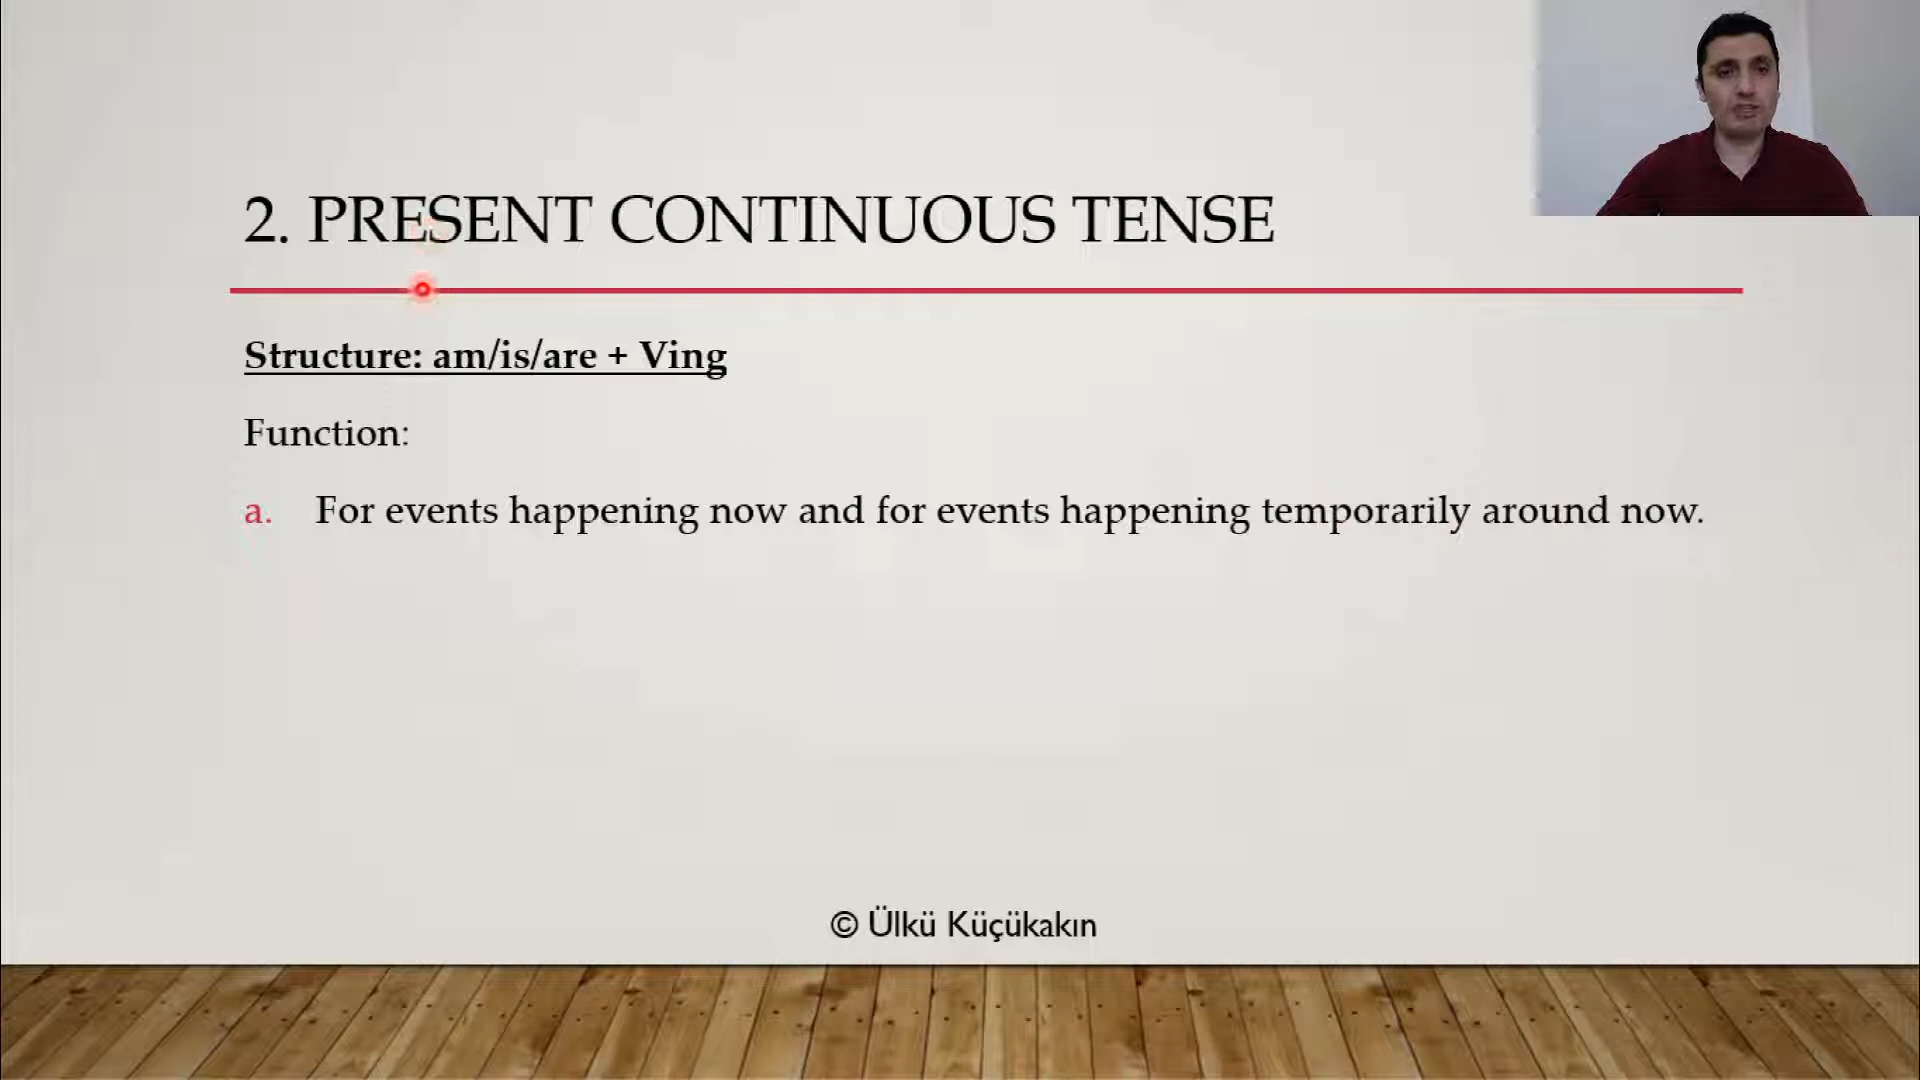 2. PRESENT CONTINUOUS TENSE
Structure: am/is/are + Ving
Function:
a. For events happening now and for events happening temporarily around now.
© Ülkü Küçükakın